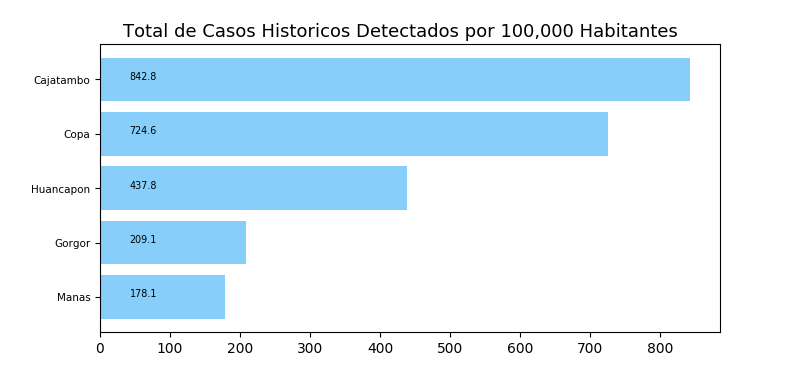 Total de Casos Historicos Detectados por 100,000 Habitantes
Cajatambo 842.8
Copa 724.6
Huancapon 437.8
Gorgor 209.1
Manas 178.1
0 100 200 300 400 500 600 700 800